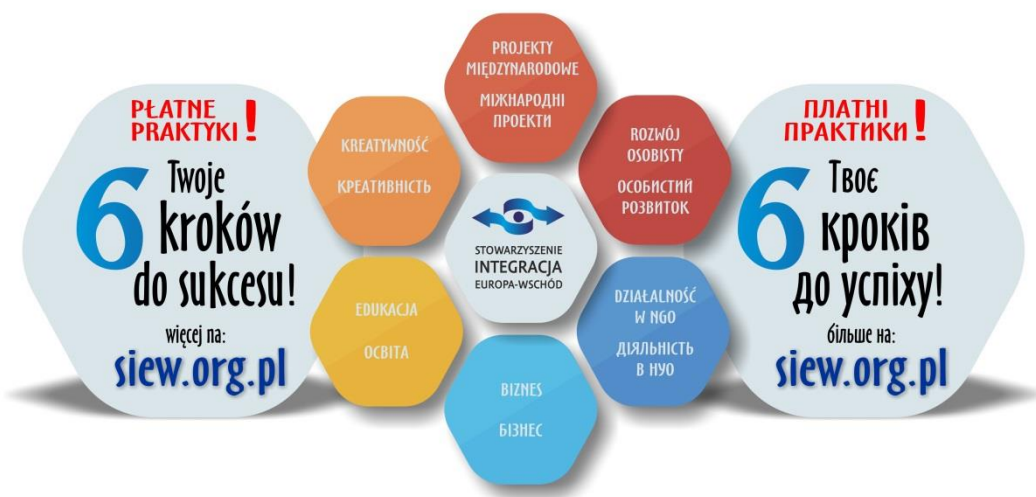 PŁATNE
PRAKTYKI!
6
Twoje
kroków
do sukcesu!
więcej na:
siew.org.pl
PROJEKTY
MIĘDZYNARODOWE
МІЖНАРОДНІ
ПРОЕКТИ
KREATYWNOŚĆ
КРЕАТИВНІСТЬ
ROZWÓJ
OSOBISTY
ОСОБИСТИЙ
РОЗВИТОК
STOWARZYSZENIE
INTEGRACJA
EUROPA-WSCHÓD
EDUKACJA
ОСВІТА
DZIAŁALNOŚĆ
W NGO
ДІЯЛЬНІСТЬ
В НУО
BIZNES
БІЗНЕС
ПЛАТНІ
ПРАКТИКИ!
6
Твоє
кроків
до успіху!
більше на:
siew.org.pl